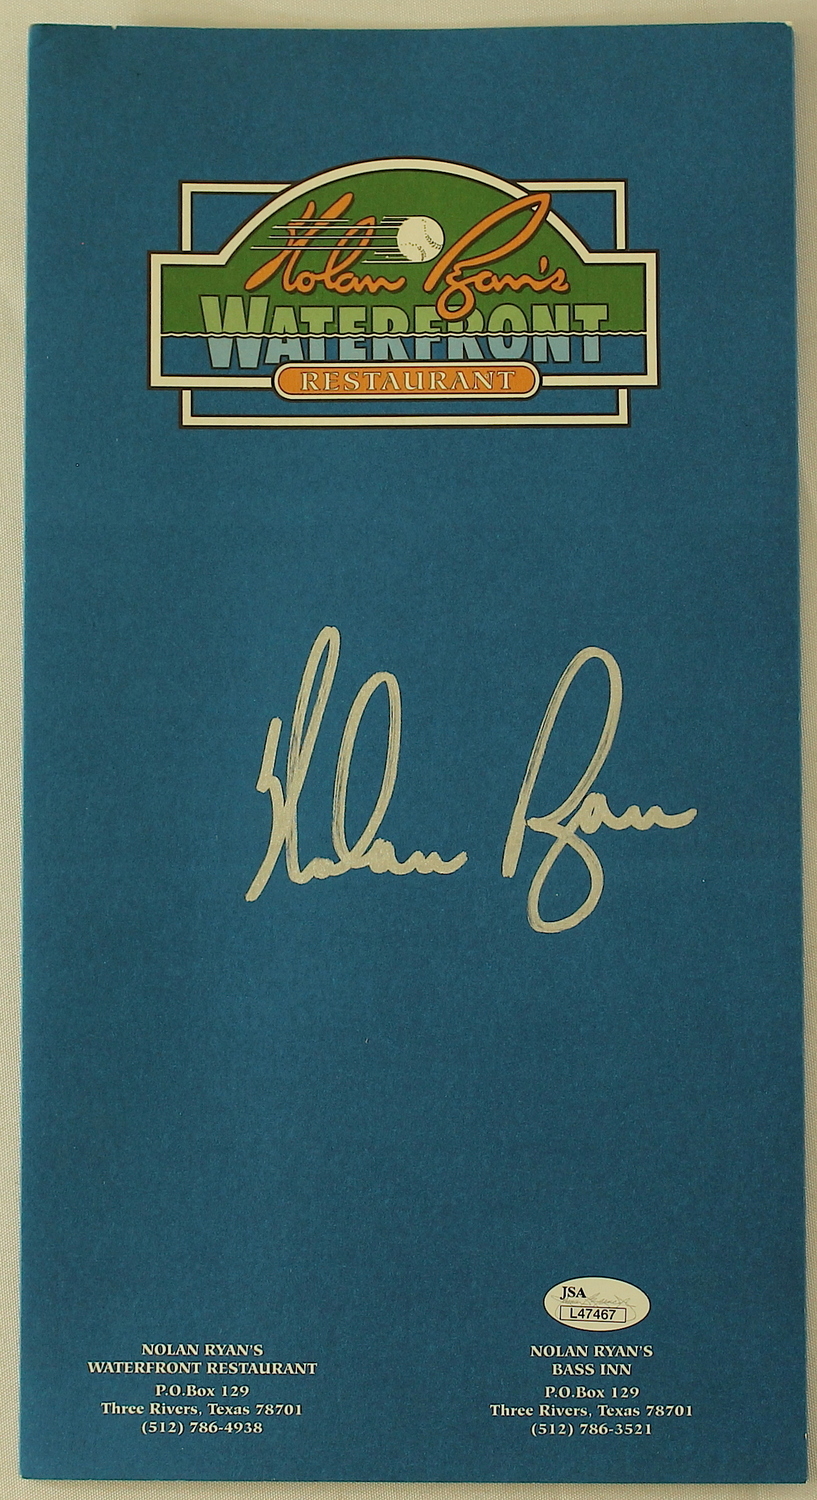 Nolan Ryan's
WATERFRONT
RESTAURANT
Nolan Ryan
JSA
L47467
NOLAN RYAN'S
WATERFRONT RESTAURANT
P.O.Box 129
Three Rivers, Texas 78701
(512) 786-4938
NOLAN RYAN'S
BASS INN
P.O.Box 129
Three Rivers, Texas 78701
(512) 786-3521